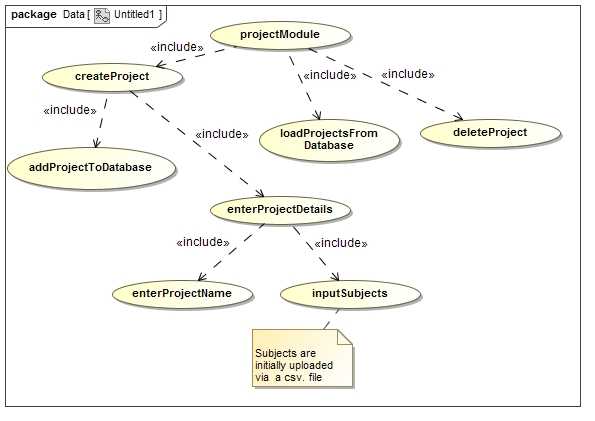 package Data [ Untitled1 ]
projectModule
«include»
createProject
«include»
«include»
«include»
loadProjectsFrom
Database
deleteProject
«include»
addProjectToDatabase
«include»
enterProjectDetails
«include»
«include»
enterProjectName
inputSubjects
Subjects are
initially uploaded
via a csv. file